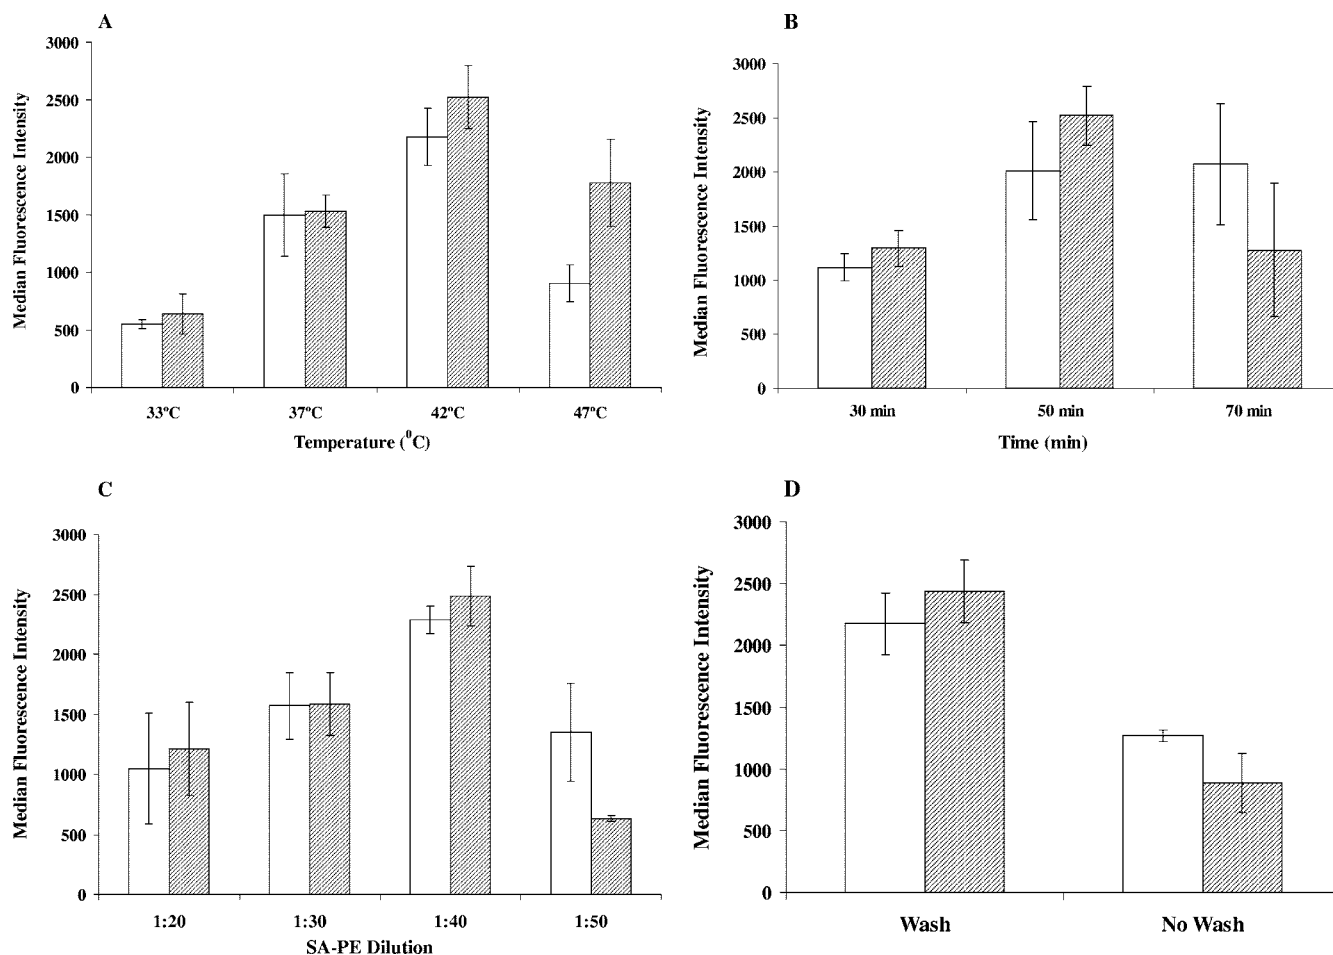 A
Median Fluorescence Intensity
3000
2500
2000
1500
1000
500
0
33ºC 37ºC 42ºC 47ºC
Temperature (⁰C)
B
Median Fluorescence Intensity
3000
2500
2000
1500
1000
500
0
30 min 50 min 70 min
Time (min)
C
Median Fluorescence Intensity
3000
2500
2000
1500
1000
500
0
1:20 1:30 1:40 1:50
SA-PE Dilution
D
Median Fluorescence Intensity
3000
2500
2000
1500
1000
500
0
Wash No Wash